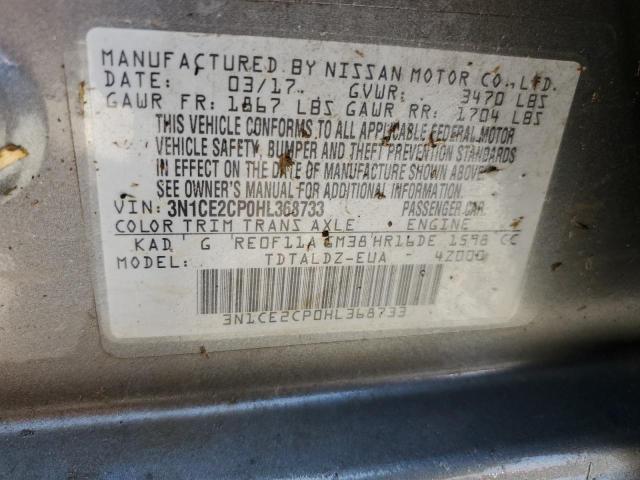 MANUFACTURED BY NISSAN MOTOR CO., LTD.
DATE: 03/17 GVWR: 3470 LBS
GAWR FR: 1867 LBS GAWR RR: 1704 LBS
THIS VEHICLE CONFORMS TO ALL APPLICABLE FEDERAL MOTOR
VEHICLE SAFETY, BUMPER AND THEFT PREVENTION STANDARDS
IN EFFECT ON THE DATE OF MANUFACTURE SHOWN ABOVE.
SEE OWNER'S MANUAL FOR ADDITIONAL INFORMATION.
VIN: 3N1CE2CP0HL368733 PASSENGER CAR
COLOR TRIM TRANS AXLE ENGINE
KAD G RE0F11A GM38 HR16DE 1598 CC
MODEL: TDTALDZ-EUA 42000
3N1CE2CP0HL368733